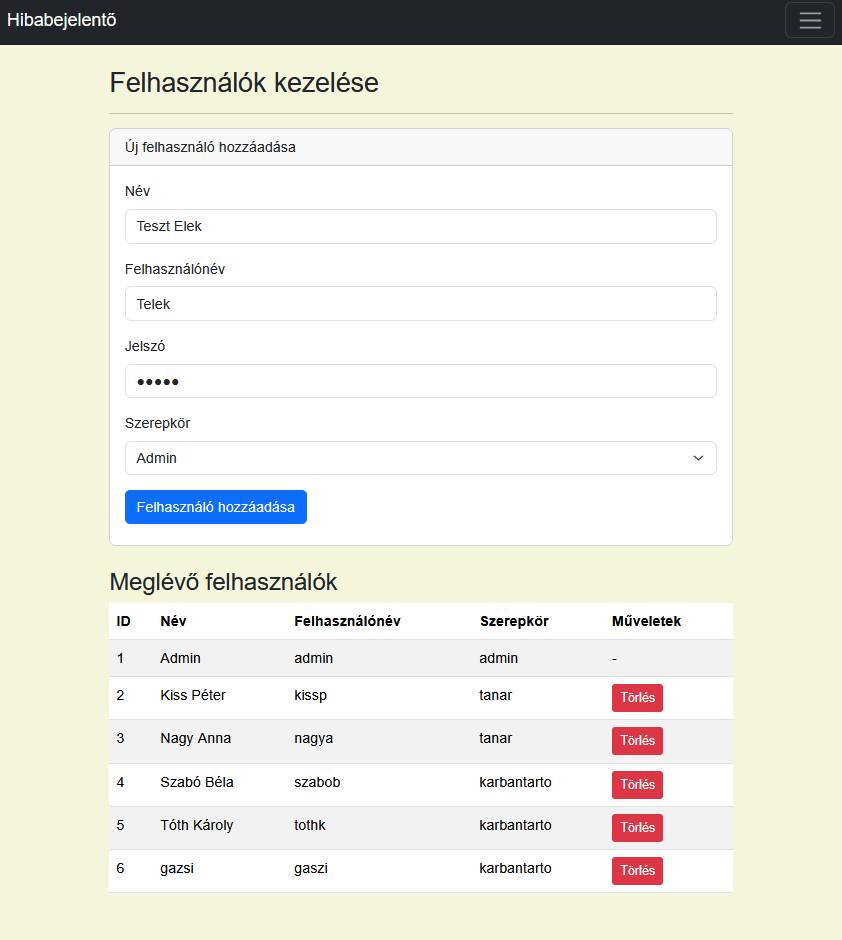 Hibabejelentő
Felhasználók kezelése
Új felhasználó hozzáadása
Név
Teszt Elek
Felhasználónév
Telek
Jelszó
●●●●●
Szerepkör
Admin
Felhasználó hozzáadása
Meglévő felhasználók
ID Név Felhasználónév Szerepkör Műveletek
1 Admin admin admin -
2 Kiss Péter kissp tanar Törlés
3 Nagy Anna nagya tanar Törlés
4 Szabó Béla szabob karbantarto Törlés
5 Tóth Károly tothk karbantarto Törlés
6 gazsi gaszi karbantarto Törlés